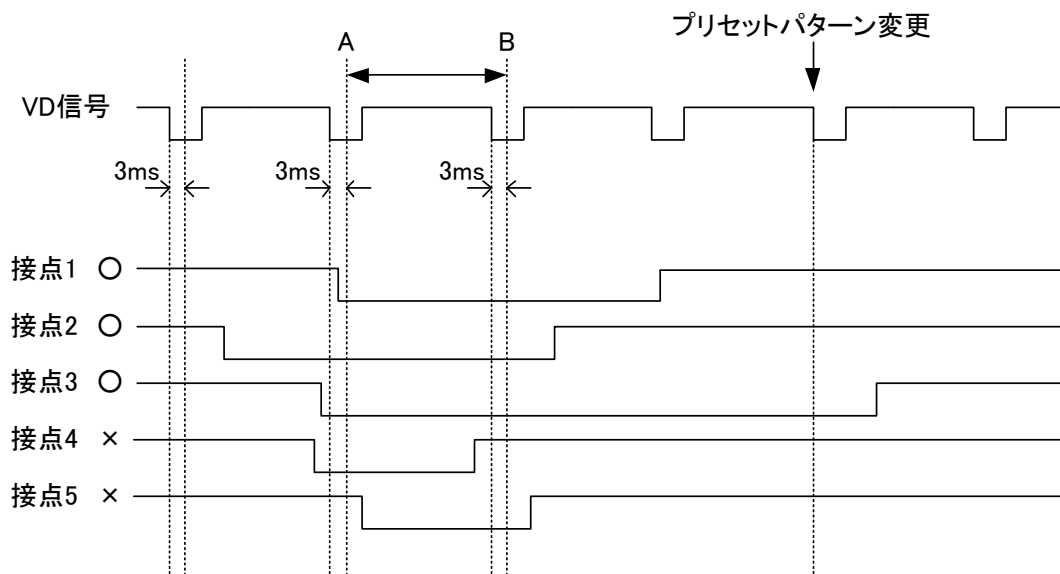 プリセットパターン変更
A
B
VD信号
3ms
3ms
3ms
接点1 ○
接点2 ○
接点3 ○
接点4 ×
接点5 ×